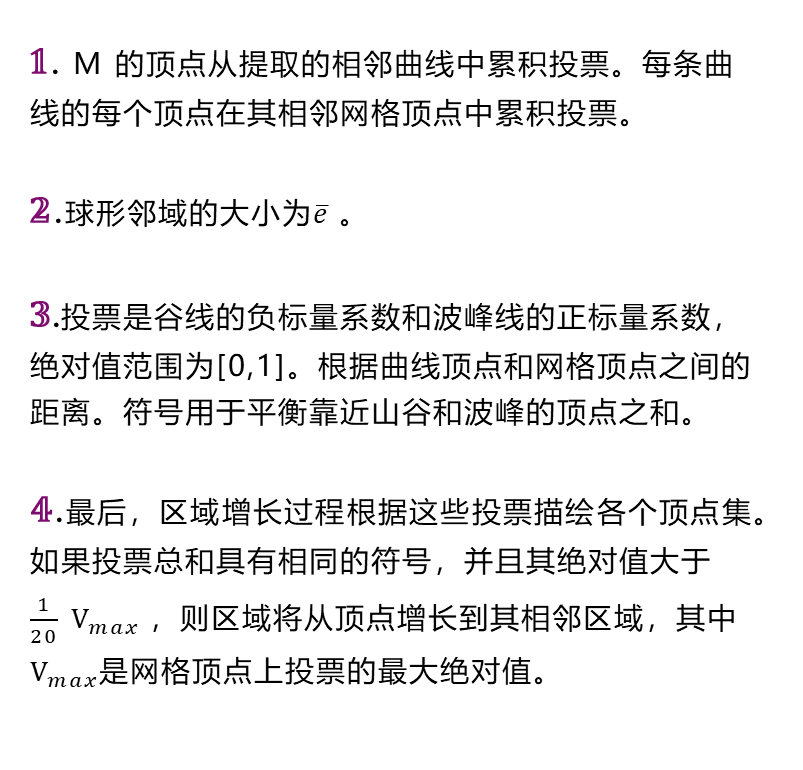 1. M 的顶点从提取的相邻曲线中累积投票。每条曲
线的每个顶点在其相邻网格顶点中累积投票。
2.球形邻域的大小为ē 。
3.投票是谷线的负标量系数和波峰线的正标量系数，
绝对值范围为[0,1]。根据曲线顶点和网格顶点之间的
距离。符号用于平衡靠近山谷和波峰的顶点之和。
4.最后，区域增长过程根据这些投票描绘各个顶点集。
如果投票总和具有相同的符号，并且其绝对值大于
1/20 Vmax ，则区域将从顶点增长到其相邻区域，其中
Vmax是网格顶点上投票的最大绝对值。